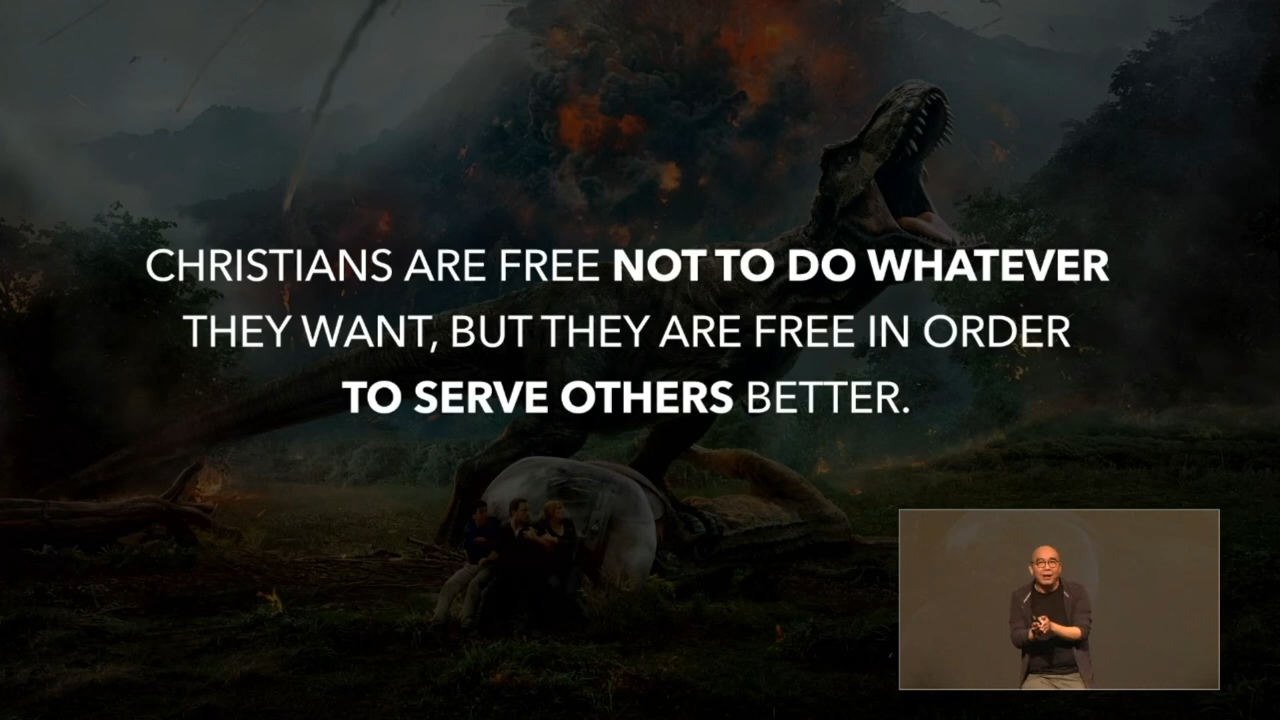 CHRISTIANS ARE FREE NOT TO DO WHATEVER
THEY WANT, BUT THEY ARE FREE IN ORDER
TO SERVE OTHERS BETTER.